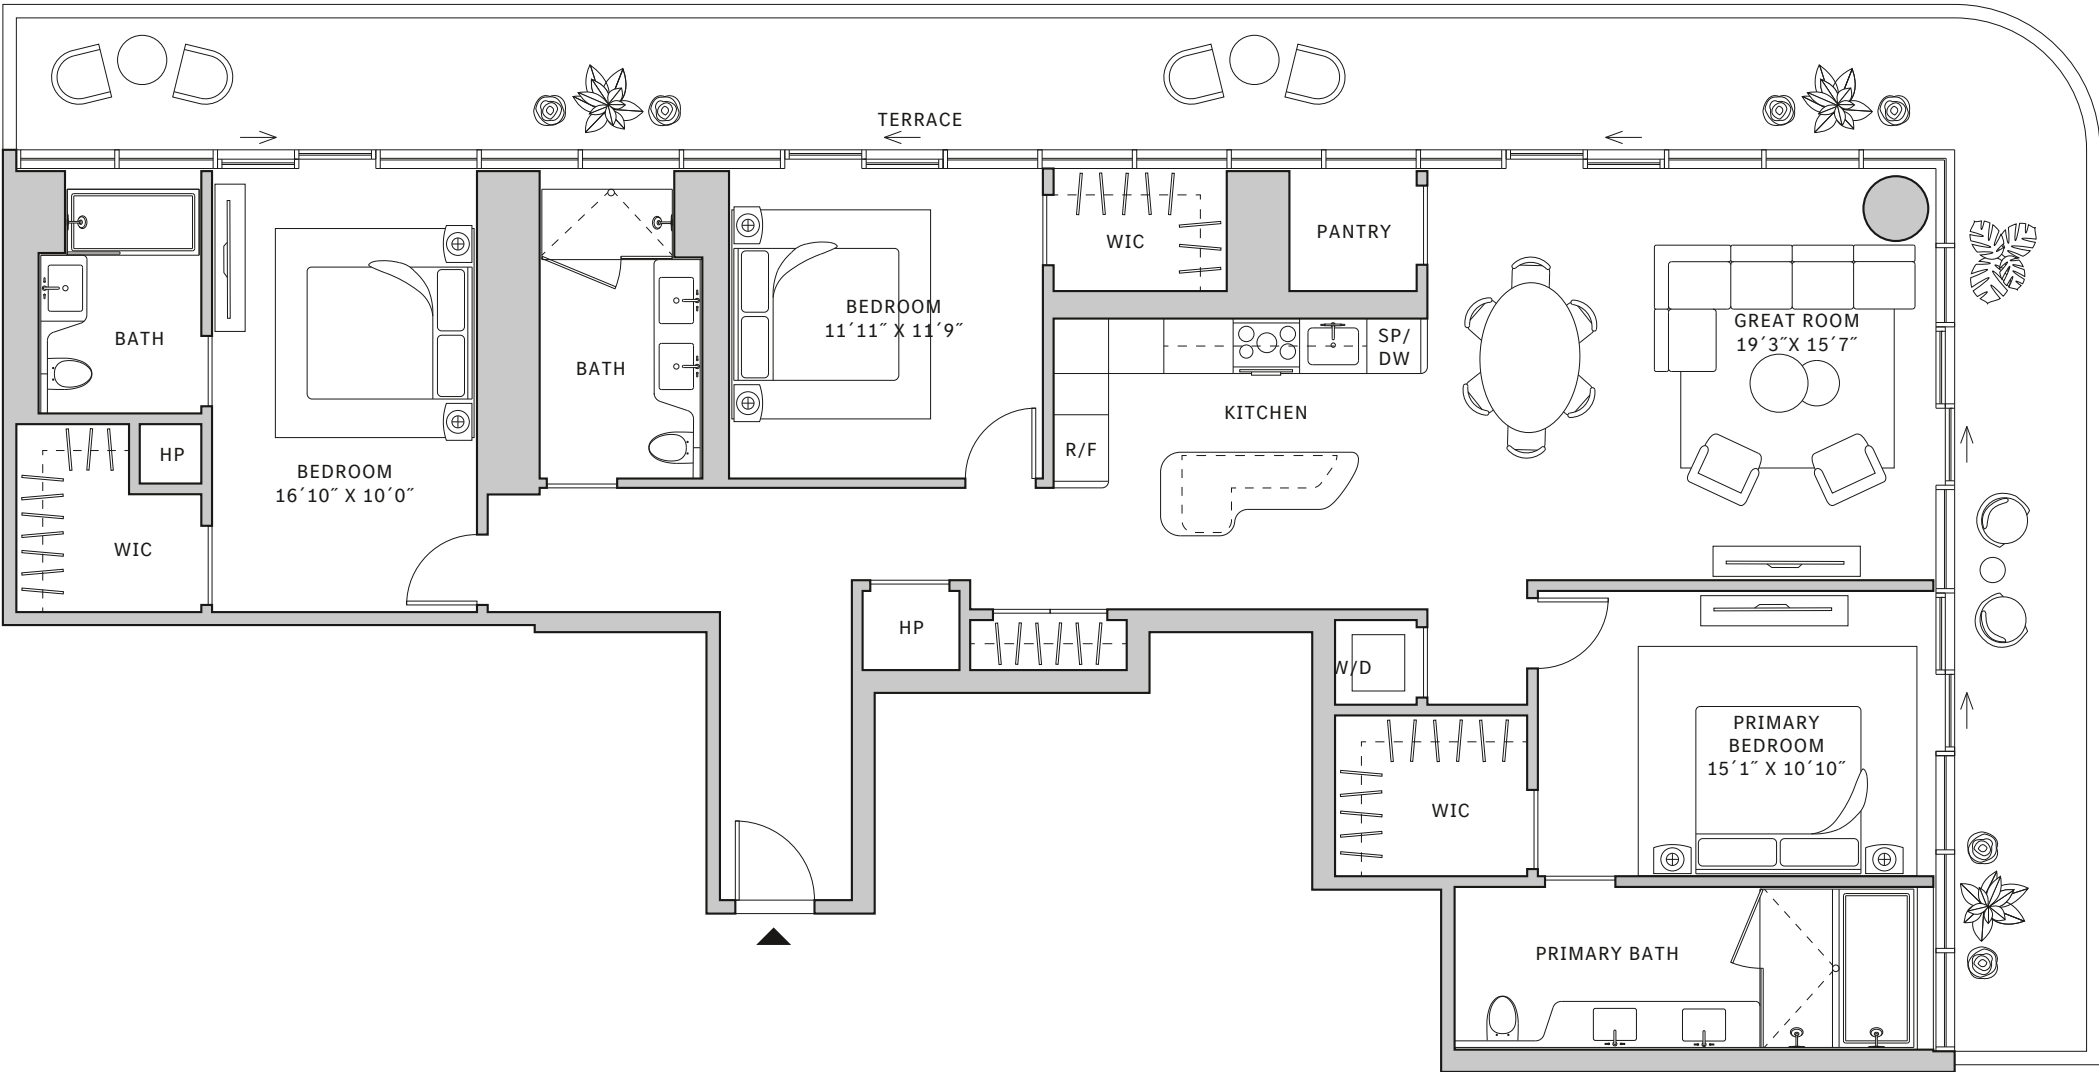 TERRACE
WIC
PANTRY
BEDROOM
11´11˝ X 11´9˝
GREAT ROOM
19´3˝X 15´7˝
BATH
SP/
DW
BATH
KITCHEN
HP
R/F
BEDROOM
16´10˝ X 10´0˝
WIC
HP
W/D
PRIMARY
BEDROOM
15´1˝ X 10´10˝
WIC
PRIMARY BATH